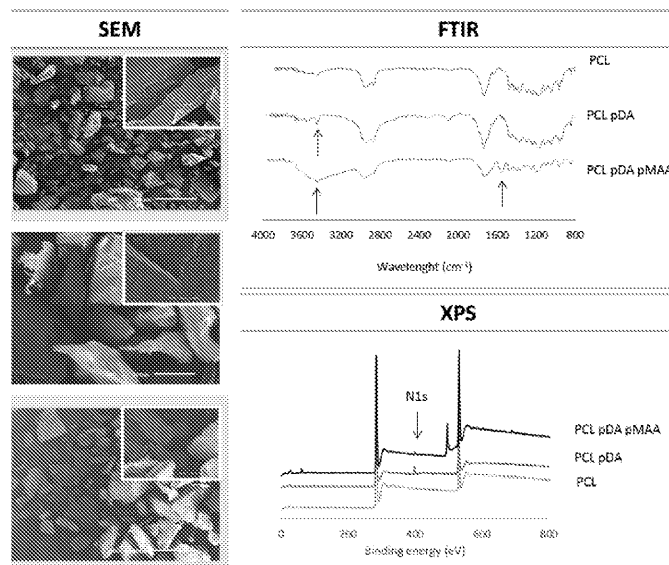 SEM
FTIR
PCL
PCL pDA
PCL pDA pMAA
4000 3600 3200 2800 2400 2000 1600 1200 800
Wavelenght (cm⁻¹)
XPS
N1s
PCL pDA pMAA
PCL pDA
PCL
0 200 400 600 800
Binding energy (eV)